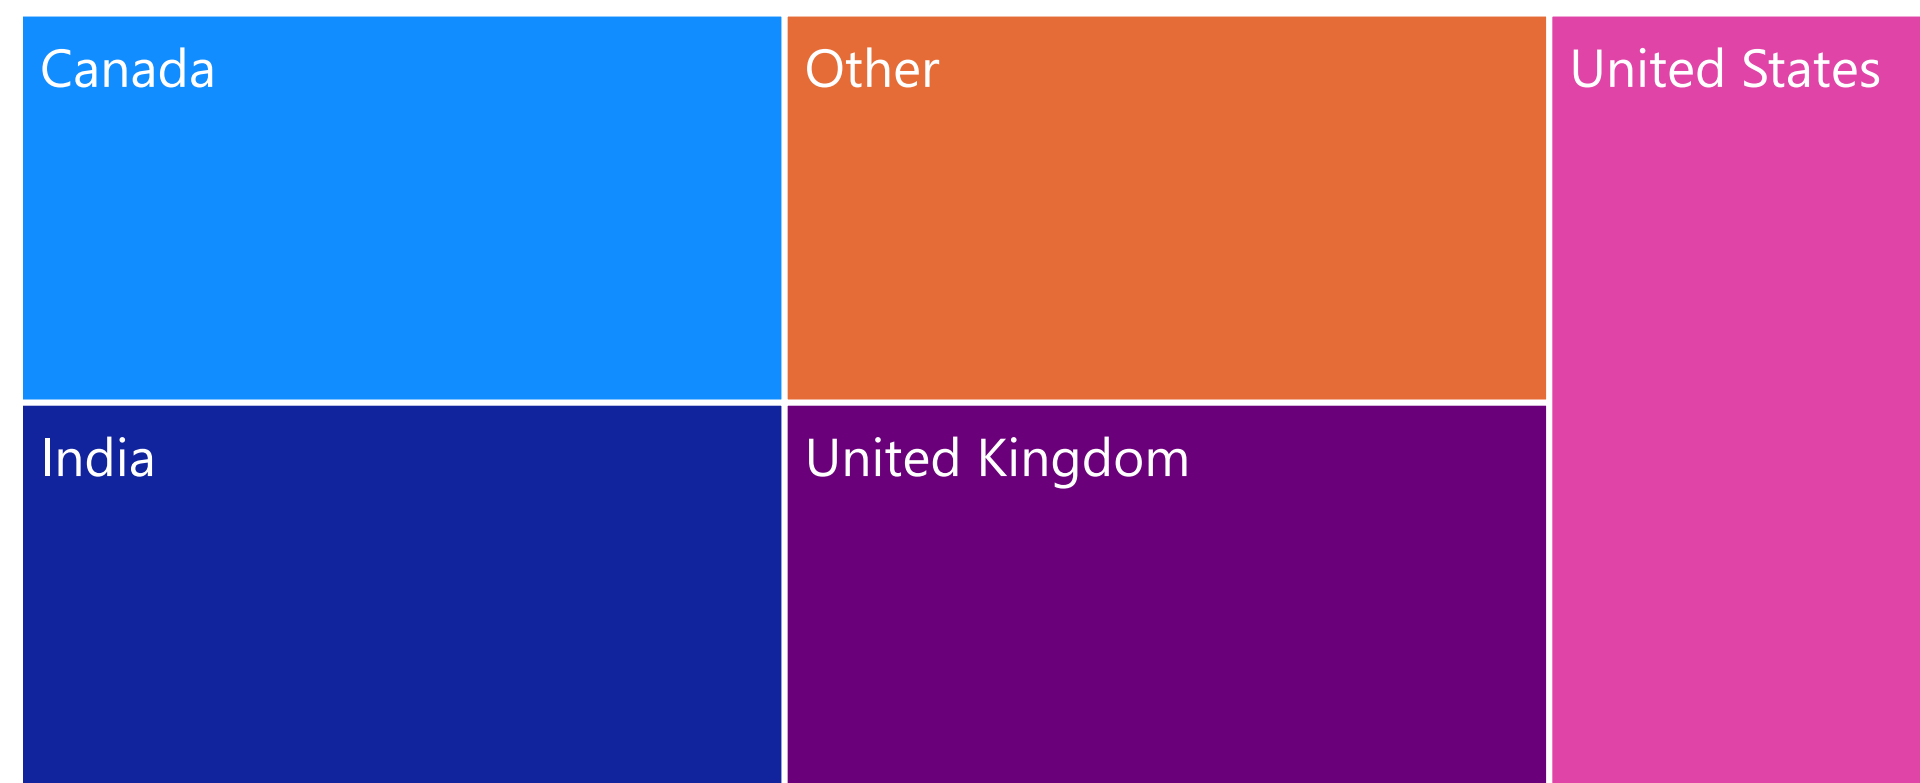 Canada
Other
United States
India
United Kingdom